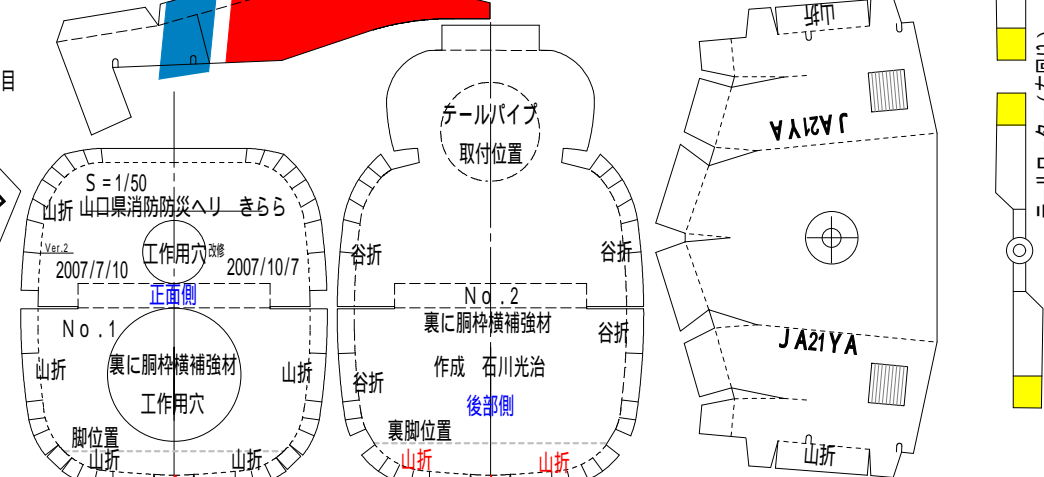 目
S=1/50
山折 山口県消防防災ヘリ きらら
Ver.2 工作用穴 改修
2007/7/10 2007/10/7
正面側
No.1
裏に胴枠横補強材
山折 山折
工作用穴
脚位置
山折 山折
テールパイプ
取付位置
谷折 谷折
No.2
裏に胴枠横補強材
谷折
作成 石川光治
谷折
後部側
裏脚位置
山折 山折
山折
JA21YA
JA21YA
山折